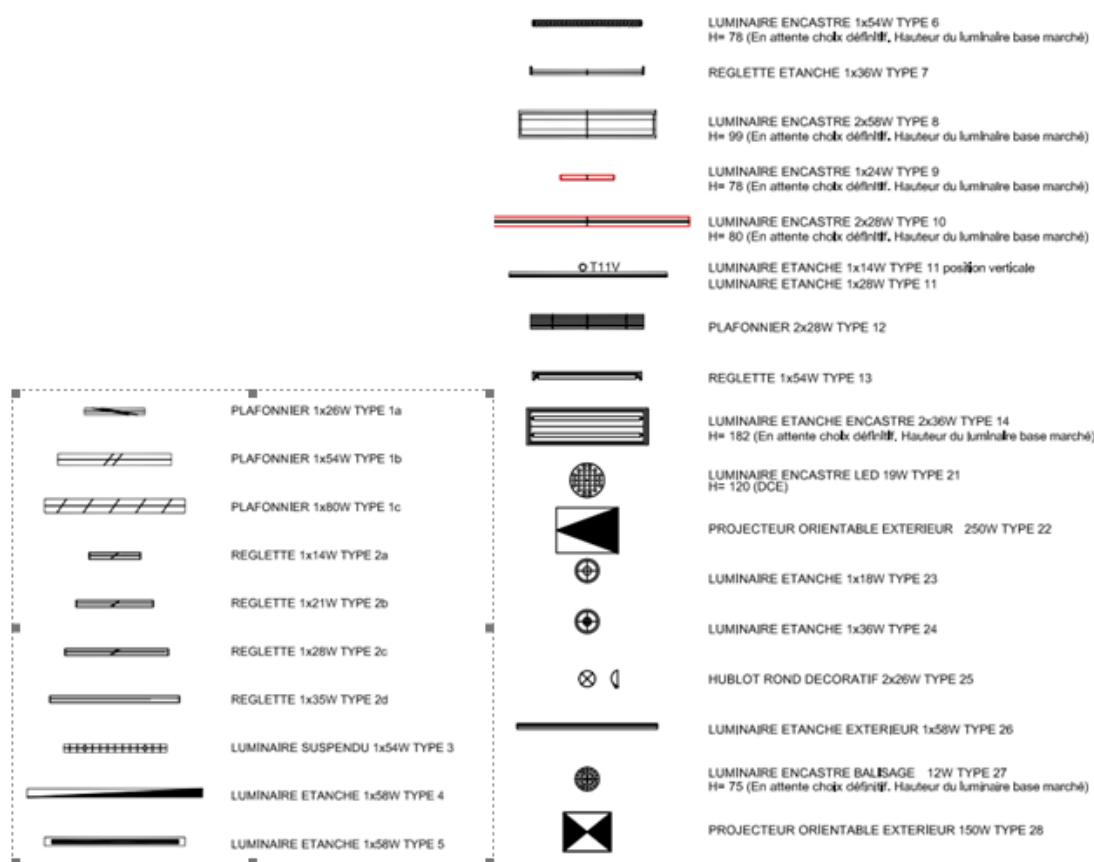 PLAFONNIER 1x26W TYPE 1a
PLAFONNIER 1x54W TYPE 1b
PLAFONNIER 1x80W TYPE 1c
REGLETTE 1x14W TYPE 2a
REGLETTE 1x21W TYPE 2b
REGLETTE 1x28W TYPE 2c
REGLETTE 1x35W TYPE 2d
LUMINAIRE SUSPENDU 1x54W TYPE 3
LUMINAIRE ETANCHE 1x58W TYPE 4
LUMINAIRE ETANCHE 1x58W TYPE 5
LUMINAIRE ENCASTRE 1x54W TYPE 6
H= 78 (En attente choix définitif. Hauteur du luminaire base marché)
REGLETTE ETANCHE 1x36W TYPE 7
LUMINAIRE ENCASTRE 2x58W TYPE 8
H= 99 (En attente choix définitif. Hauteur du luminaire base marché)
LUMINAIRE ENCASTRE 1x24W TYPE 9
H= 78 (En attente choix définitif. Hauteur du luminaire base marché)
LUMINAIRE ENCASTRE 2x28W TYPE 10
H= 80 (En attente choix définitif. Hauteur du luminaire base marché)
T11V
LUMINAIRE ETANCHE 1x14W TYPE 11 position verticale
LUMINAIRE ETANCHE 1x28W TYPE 11
PLAFONNIER 2x28W TYPE 12
REGLETTE 1x54W TYPE 13
LUMINAIRE ETANCHE ENCASTRE 2x36W TYPE 14
H= 182 (En attente choix définitif. Hauteur du luminaire base marché)
LUMINAIRE ENCASTRE LED 19W TYPE 21
H= 120 (DCE)
PROJECTEUR ORIENTABLE EXTERIEUR 250W TYPE 22
LUMINAIRE ETANCHE 1x18W TYPE 23
LUMINAIRE ETANCHE 1x36W TYPE 24
HUBLOT ROND DECORATIF 2x26W TYPE 25
LUMINAIRE ETANCHE EXTERIEUR 1x58W TYPE 26
LUMINAIRE ENCASTRE BALISAGE 12W TYPE 27
H= 75 (En attente choix définitif. Hauteur du luminaire base marché)
PROJECTEUR ORIENTABLE EXTERIEUR 150W TYPE 28